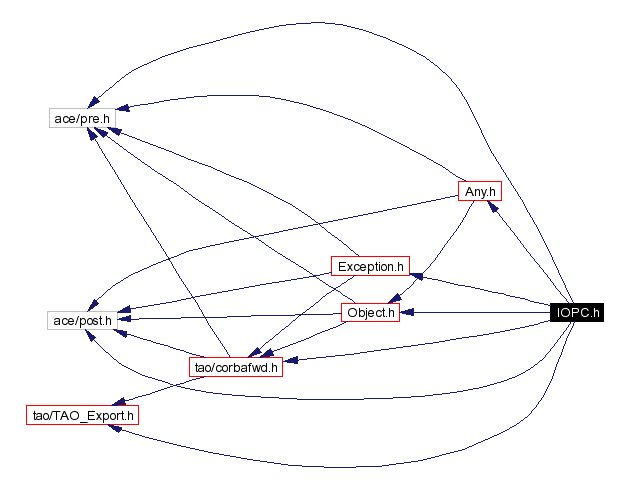 ace/pre.h
Any.h
Exception.h
Object.h
IOPC.h
ace/post.h
tao/corbafwd.h
tao/TAO_Export.h